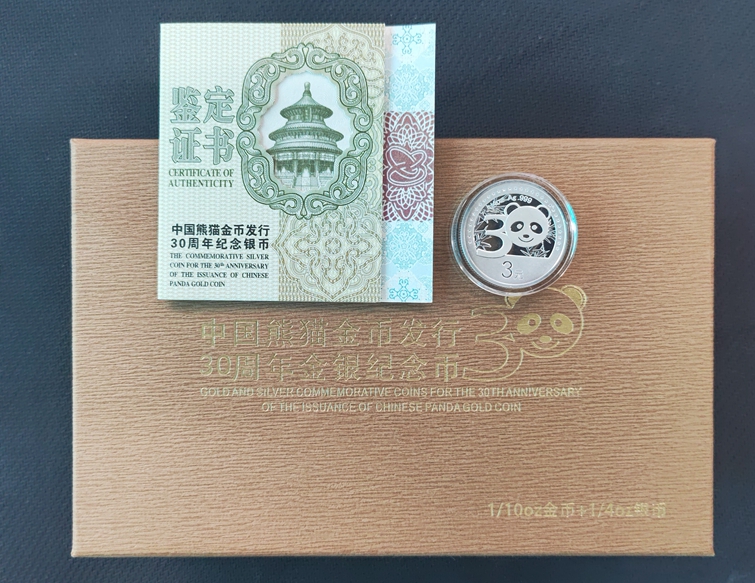 鉴定
证书
CERTIFICATE OF
AUTHENTICITY
中国熊猫金币发行
30周年纪念银币
THE COMMEMORATIVE SILVER
COIN FOR THE 30th ANNIVERSARY
OF THE ISSUANCE OF CHINESE
PANDA GOLD COIN
Ag .999
30
3元
中国熊猫金币发行
30周年金银纪念币
30
GOLD AND SILVER COMMEMORATIVE COINS FOR THE 30TH ANNIVERSARY
OF THE ISSUANCE OF CHINESE PANDA GOLD COIN
1/10oz金币+1/4oz银币